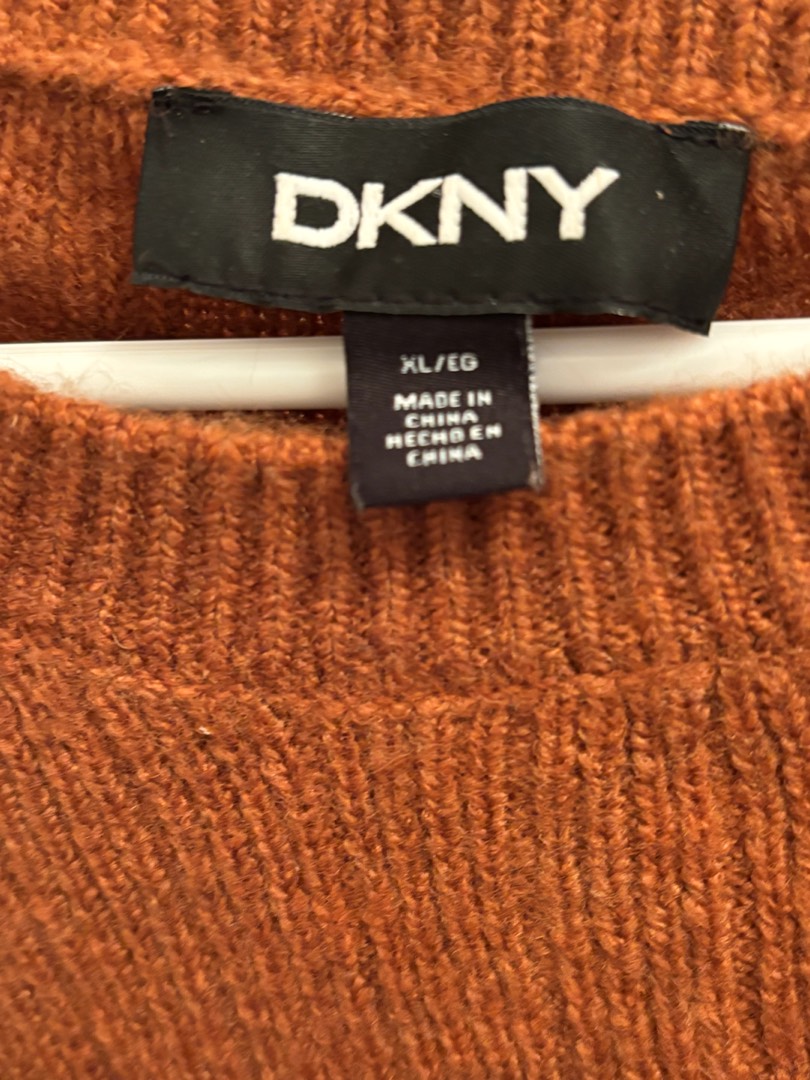 DKNY
XL/EG
MADE IN
CHINA
HECHO EN
CHINA